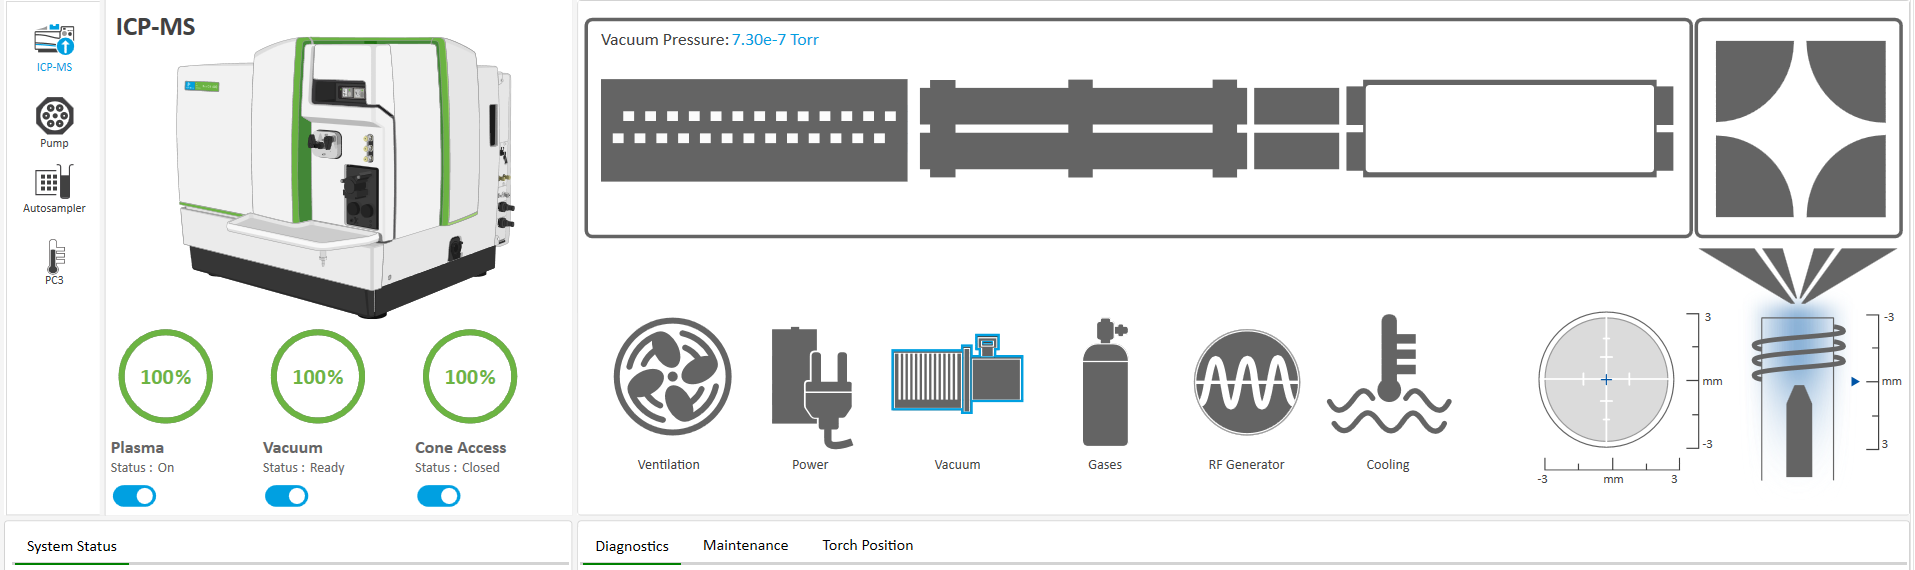 ICP-MS
ICP-MS
Pump
Autosampler
PC3
100%
100%
100%
Plasma
Status : On
Vacuum
Status : Ready
Cone Access
Status : Closed
System Status
Vacuum Pressure: 7.30e-7 Torr
Ventilation
Power
Vacuum
Gases
RF Generator
Cooling
3
mm
-3
-3
mm
3
-3
mm
3
Diagnostics
Maintenance
Torch Position